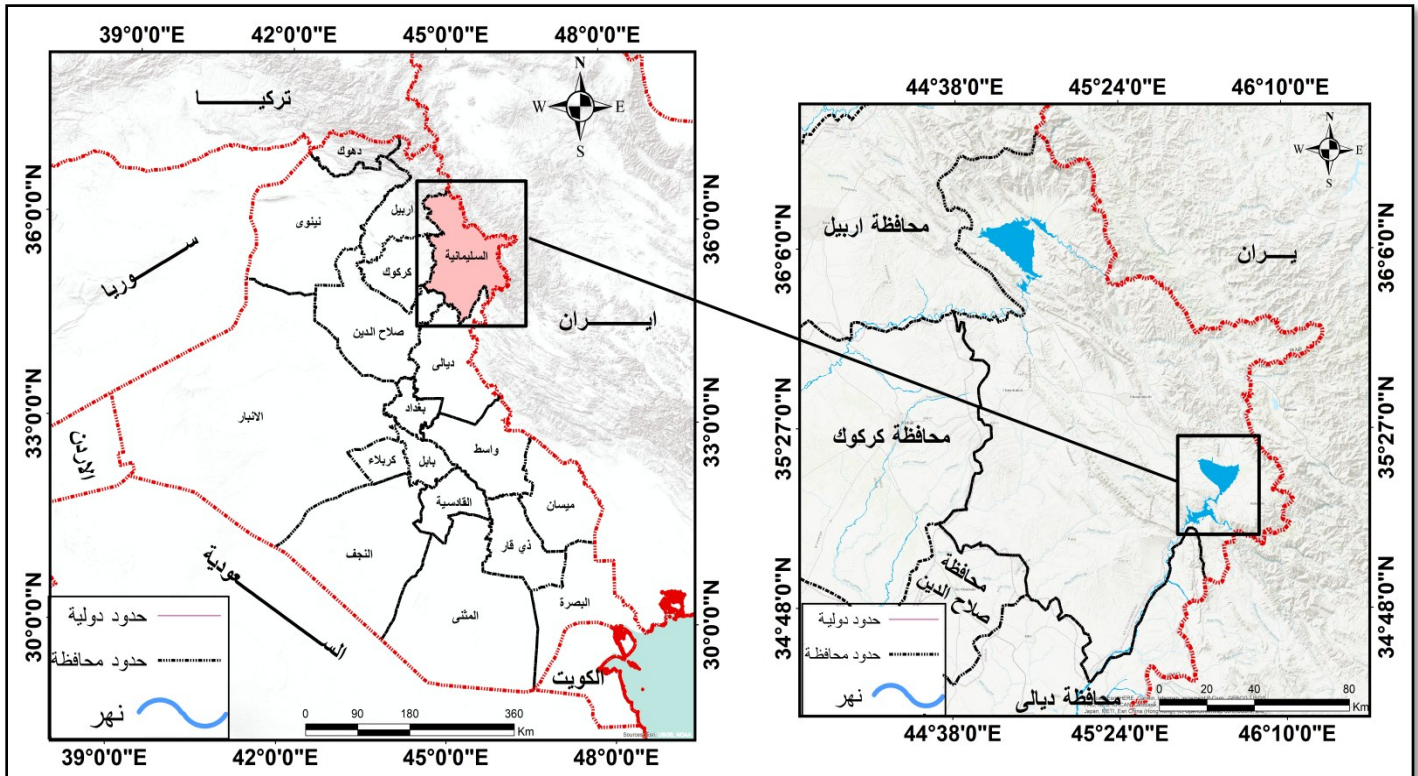 39°0'0"E 42°0'0"E 45°0'0"E 48°0'0"E
N
W E
S
36°0'0"N
33°0'0"N
30°0'0"N
تركيـــــــا
ســـــــوريا
ايـــــــران
الاردن
الســـــــعودية
الكويت
دهوك
نينوى
اربيل
السليمانية
كركوك
صلاح الدين
ديالى
الانبار
بغداد
واسط
كربلاء
بابل
القادسية
ميسان
النجف
ذي قار
المثنى
البصرة
36°0'0"N
33°0'0"N
30°0'0"N
حدود دولية
حدود محافظة
نهر
0 90 180 360
Km
39°0'0"E 42°0'0"E 45°0'0"E 48°0'0"E
44°38'0"E 45°24'0"E 46°10'0"E
N
W E
S
36°6'0"N
35°27'0"N
34°48'0"N
محافظة اربيل
يـــران
محافظة كركوك
محافظة
صلاح الدين
محافظة ديالى
36°6'0"N
35°27'0"N
34°48'0"N
حدود دولية
حدود محافظة
نهر
0 20 40 80
Km
44°38'0"E 45°24'0"E 46°10'0"E